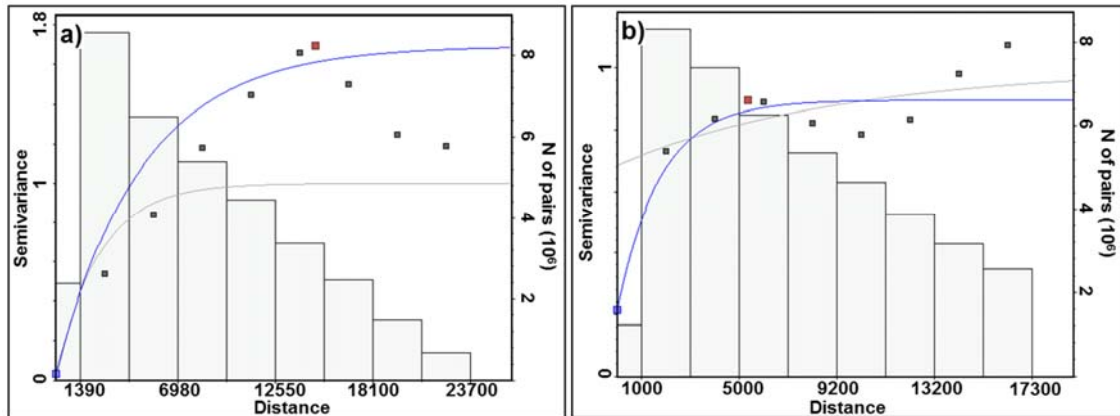 a)
1.8
1
0
Semivariance
8
6
4
2
N of pairs (10⁶)
1390 6980 12550 18100 23700
Distance
b)
1
0
Semivariance
8
6
4
2
N of pairs (10⁶)
1000 5000 9200 13200 17300
Distance